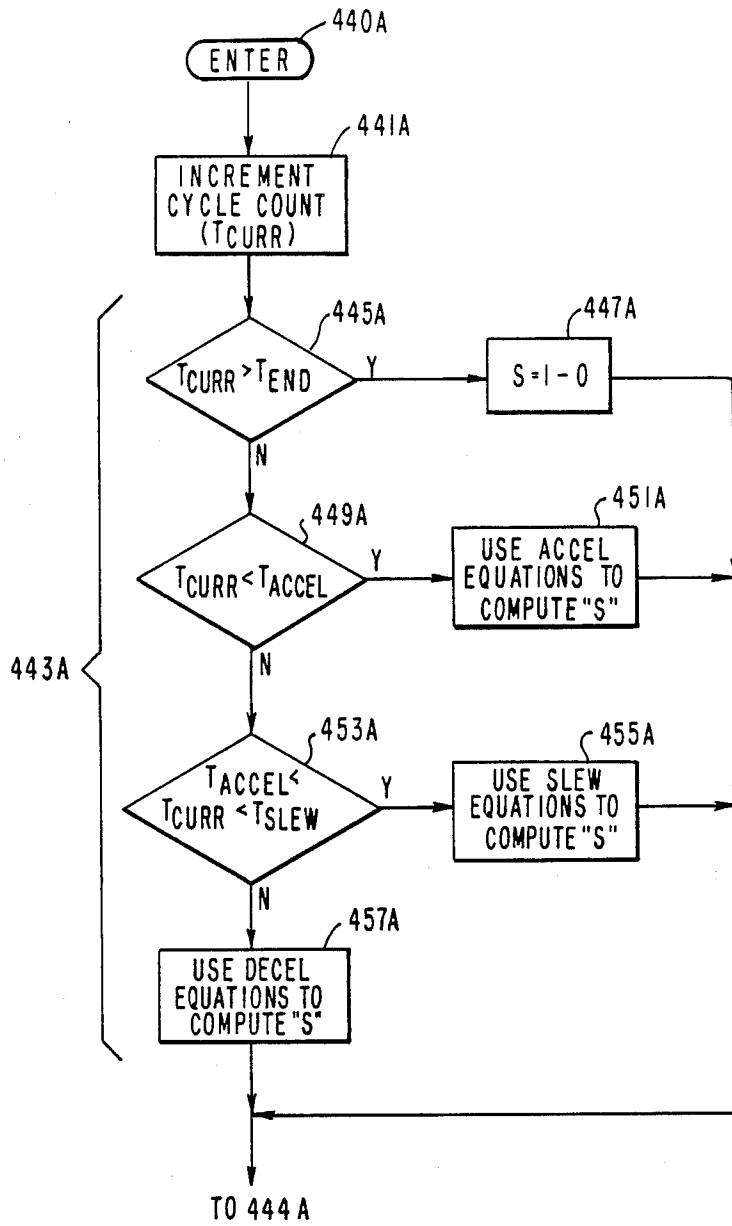 440A
ENTER
441A
INCREMENT
CYCLE COUNT
(TCURR)
445A
TCURR > TEND
Y
N
447A
S = 1 - 0
449A
TCURR < TACCEL
Y
N
451A
USE ACCEL
EQUATIONS TO
COMPUTE "S"
443A
453A
TACCEL <
TCURR < TSLEW
Y
N
455A
USE SLEW
EQUATIONS TO
COMPUTE "S"
457A
USE DECEL
EQUATIONS TO
COMPUTE "S"
TO 444A